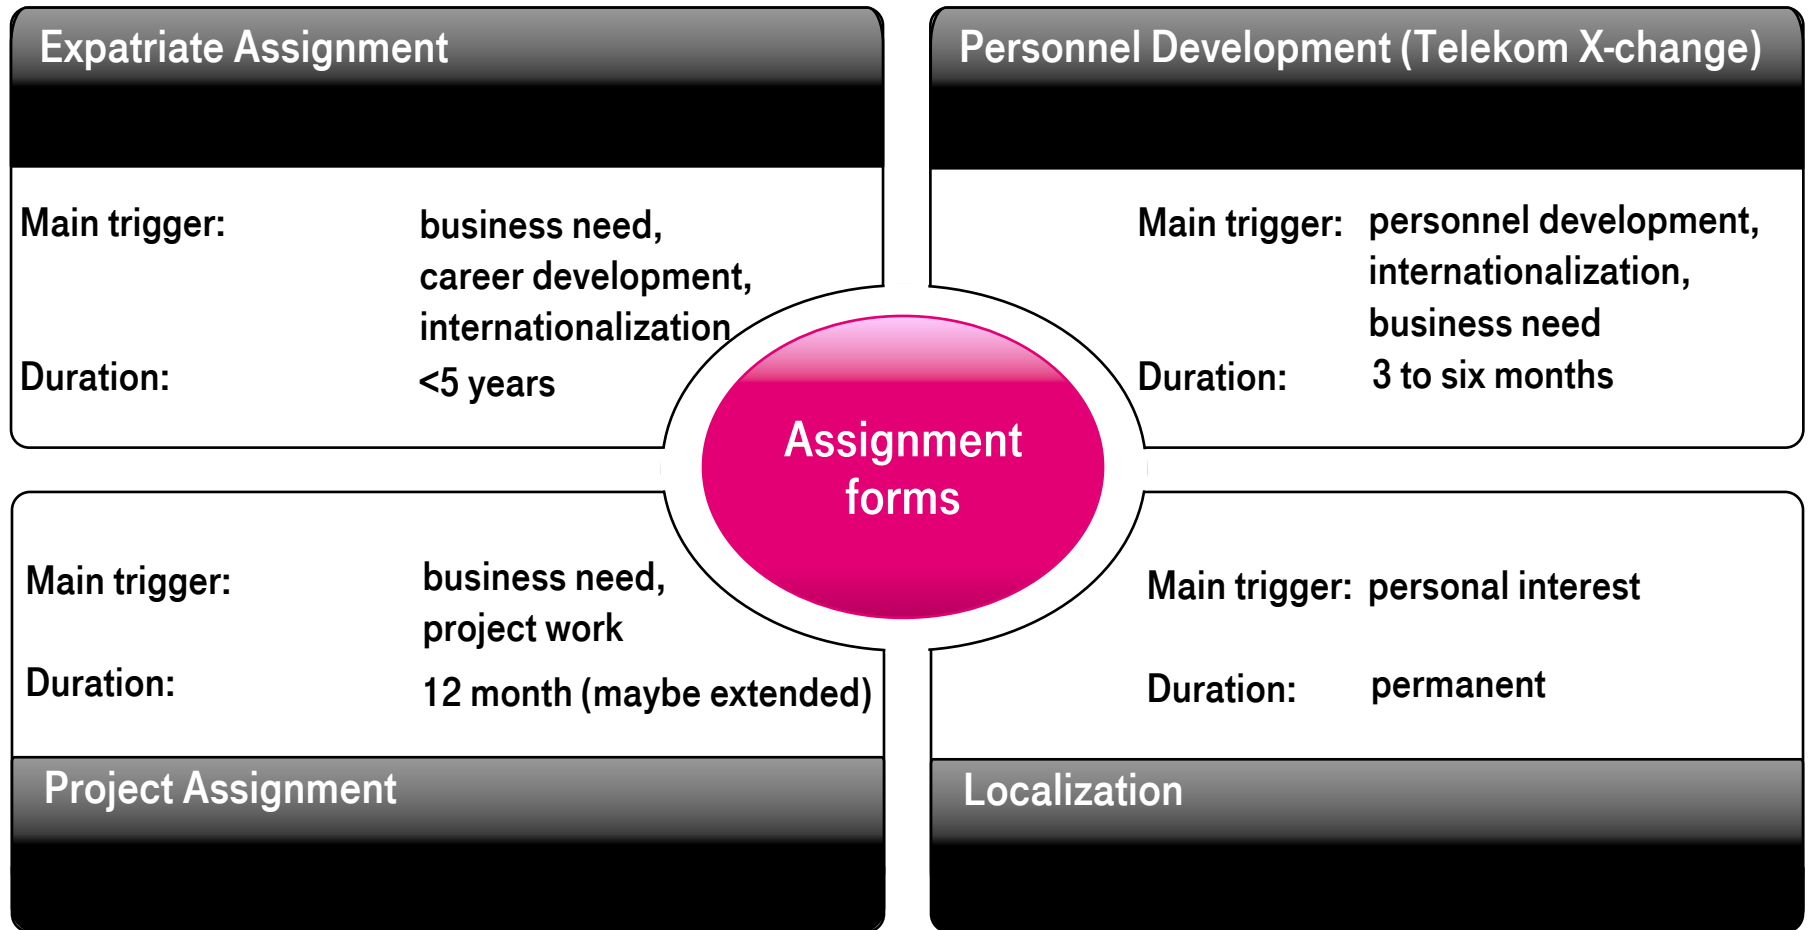 Expatriate Assignment
Main trigger: business need,
career development,
internationalization
Duration: <5 years
Personnel Development (Telekom X-change)
Main trigger: personnel development,
internationalization,
business need
Duration: 3 to six months
Assignment
forms
Main trigger: business need,
project work
Duration: 12 month (maybe extended)
Project Assignment
Main trigger: personal interest
Duration: permanent
Localization